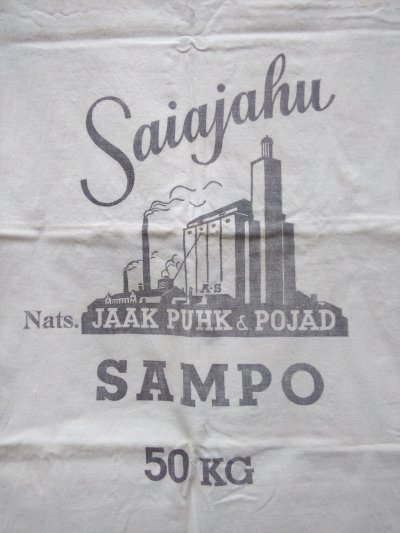 Saiajahu
A-S
Nats. JAAK PUHK & POJAD
SAMPO
50 KG